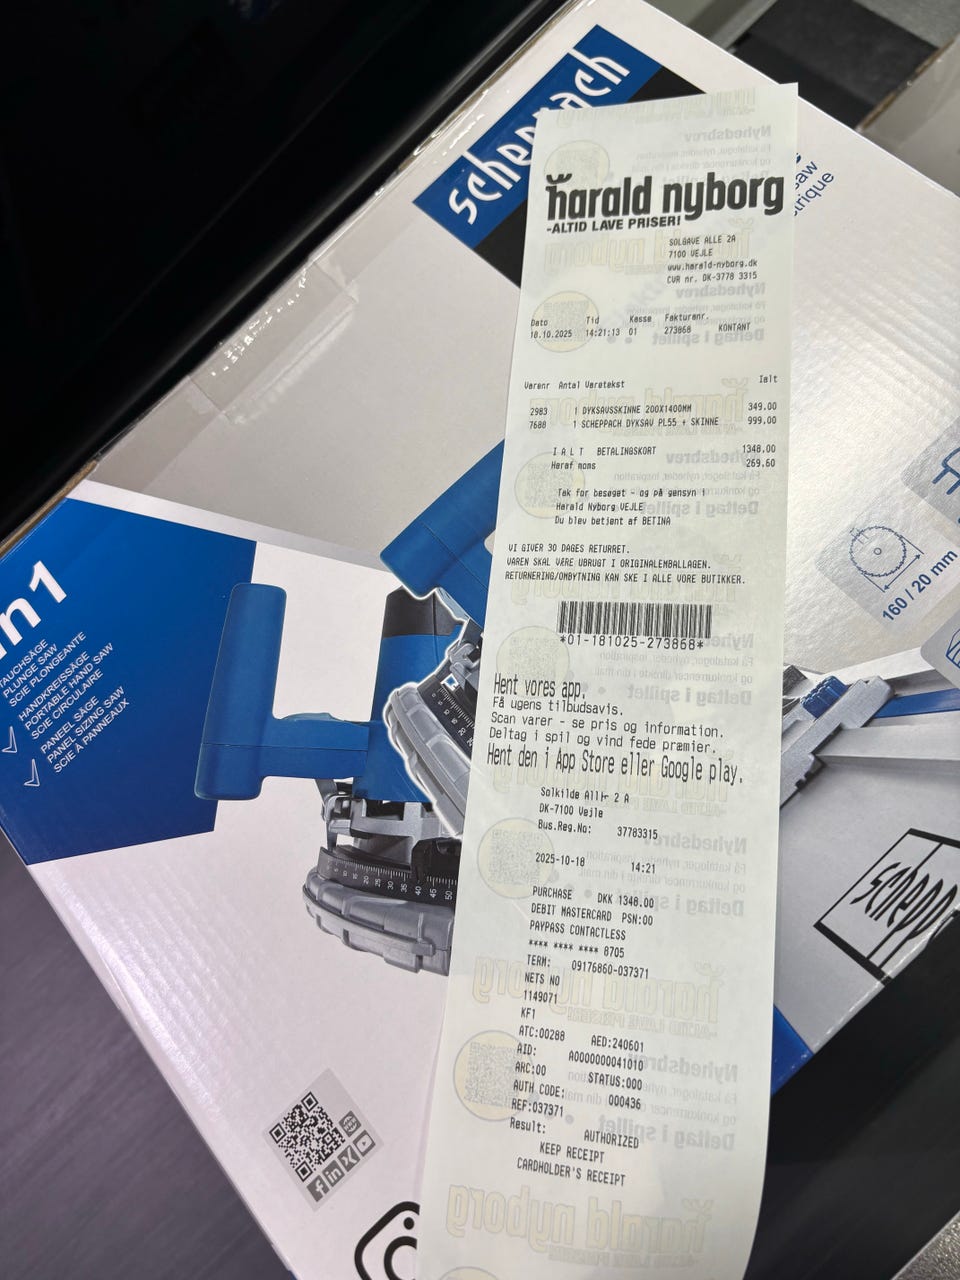 scheppach
harald nyborg
-ALTID LAVE PRISER!
SOLGAVE ALLE 2A
7100 VEJLE
www.harald-nyborg.dk
CVR nr. DK-3778 3315
Dato Tid Kasse Fakturanr.
18.10.2025 14:21:13 01 273868 KONTANT
Varenr Antal Varetekst Ialt
2983 1 DYKSAVSSKINNE 200X1400MM 349.00
7688 1 SCHEPPACH DYKSAV PL55 + SKINNE 999.00
I A L T BETALINGSKORT 1348.00
Heraf moms 269.60
Tak for besøget - og på gensyn i
Harald Nyborg VEJLE
Du blev betjent af BETINA
VI GIVER 30 DAGES RETURRET.
VAREN SKAL VÆRE UBRUGT I ORIGINALEMBALLAGEN.
RETURNERING/OMBYTNING KAN SKE I ALLE VORE BUTIKKER.
*01-181025-273868*
Hent vores app.
Få ugens tilbudsavis.
Scan varer - se pris og information.
Deltag i spil og vind fede præmier.
Hent den i App Store eller Google play.
DK-7100 Vejle
Bus.Reg.No: 37783315
2025-10-18 14:21
PURCHASE DKK 1348.00
DEBIT MASTERCARD PSN:00
PAYPASS CONTACTLESS
**** **** **** 8705
TERM: 09176860-037371
NETS NO
1149071
KF1
ATC:00288 AED:240601
AID: A0000000041010
ARC:00 STATUS:000
AUTH CODE: 000436
REF:037371
Result: AUTHORIZED
KEEP RECEIPT
CARDHOLDER'S RECEIPT
n1
TAUCHSÄGE
PLUNGE SAW
SCIE PLONGEANTE
HANDKREISSÄGE
PORTABLE HAND SAW
SCIE CIRCULAIRE
PANEEL SÄGE
PANEL SIZING SAW
SCIE À PANNEAUX
160 / 20 mm
schepp